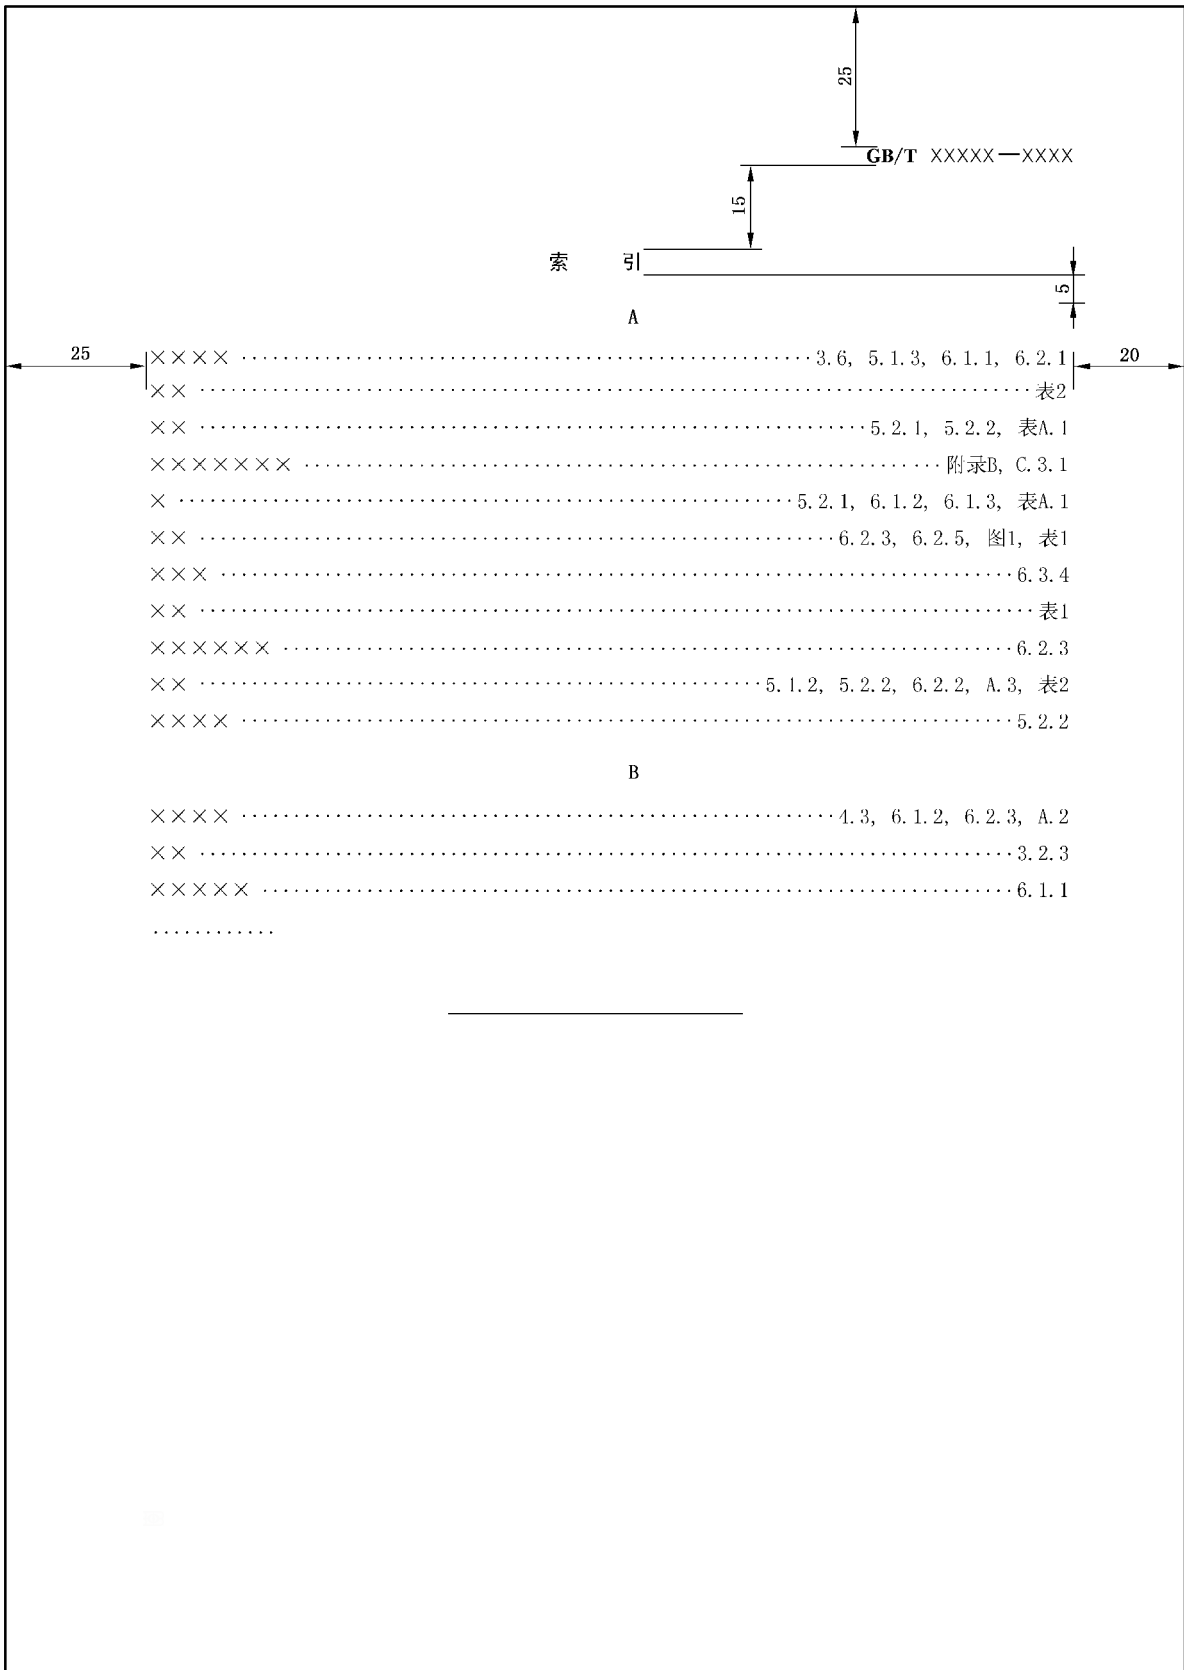 25
GB/T XXXXX—XXXX
15
索 引
5
A
25
20
×××× ······················································· 3.6, 5.1.3, 6.1.1, 6.2.1
×× ················································································ 表2
×× ································································ 5.2.1, 5.2.2, 表A.1
××××××× ····························································· 附录B, C.3.1
× ··························································· 5.2.1, 6.1.2, 6.1.3, 表A.1
×× ····························································· 6.2.3, 6.2.5, 图1, 表1
××× ············································································ 6.3.4
×× ················································································ 表1
×××××× ······································································ 6.2.3
×× ······················································ 5.1.2, 5.2.2, 6.2.2, A.3, 表2
×××× ·········································································· 5.2.2
B
×××× ························································· 4.3, 6.1.2, 6.2.3, A.2
×× ·············································································· 3.2.3
××××× ········································································ 6.1.1
············